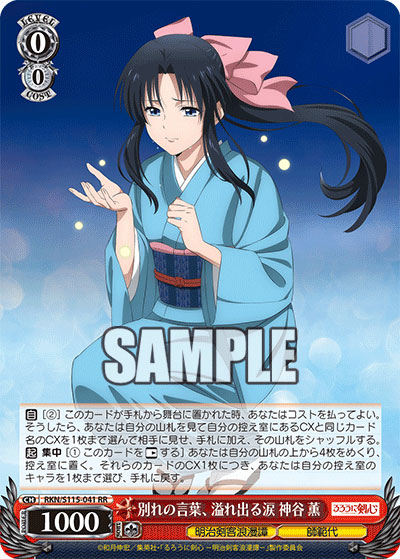 LEVEL
0
0
COST
SAMPLE
自 [②] このカードが手札から舞台に置かれた時、あなたはコストを払ってよい。
そうしたら、あなたは自分の山札を見て自分の控え室にあるCXと同じカード
名のCXを1枚まで選んで相手に見せ、手札に加え、その山札をシャッフルする。
起 集中 [① このカードを する] あなたは自分の山札の上から4枚をめくり、
控え室に置く。それらのカードのCX1枚につき、あなたは自分の控え室の
キャラを1枚まで選び、手札に戻す。
CH RKN/S115-041 RR
1000 別れの言葉、溢れ出る涙 神谷 薫 るろうに剣心
明治剣客浪漫譚 師範代
©和月伸宏／集英社・「るろうに剣心 －明治剣客浪漫譚－」製作委員会